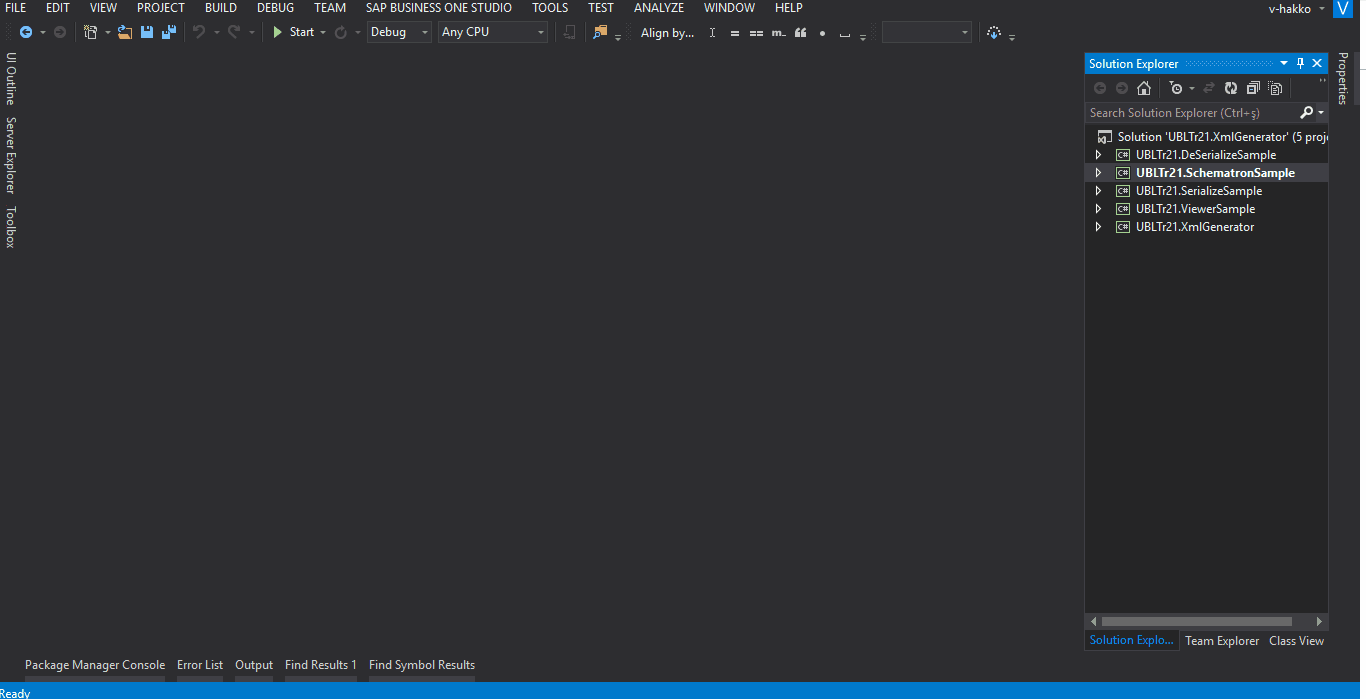 FILE EDIT VIEW PROJECT BUILD DEBUG TEAM SAP BUSINESS ONE STUDIO TOOLS TEST ANALYZE WINDOW HELP v-hakko V
Start Debug Any CPU Align by...
UI Outline
Server Explorer
Toolbox
Solution Explorer
Search Solution Explorer (Ctrl+ş)
Solution 'UBLTr21.XmlGenerator' (5 proj
C# UBLTr21.DeSerializeSample
C# UBLTr21.SchematronSample
C# UBLTr21.SerializeSample
C# UBLTr21.ViewerSample
C# UBLTr21.XmlGenerator
Solution Explo... Team Explorer Class View
Properties
Package Manager Console Error List Output Find Results 1 Find Symbol Results
Ready